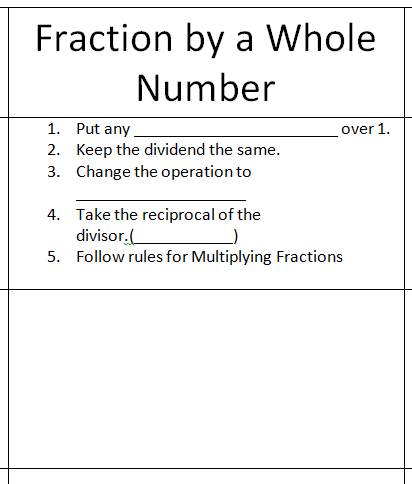 Fraction by a Whole
Number
1. Put any ______________________ over 1.
2. Keep the dividend the same.
3. Change the operation to
__________________
4. Take the reciprocal of the
divisor.(___________)
5. Follow rules for Multiplying Fractions